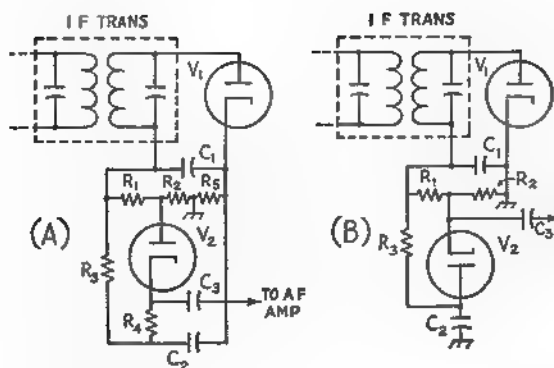 I F TRANS
V1
C1
R1
R2
R5
(A)
V2
R3
C3
TO AF
AMP
R4
C2
I F TRANS
V1
C1
R1
R2
(B)
C3
R3
V2
C2